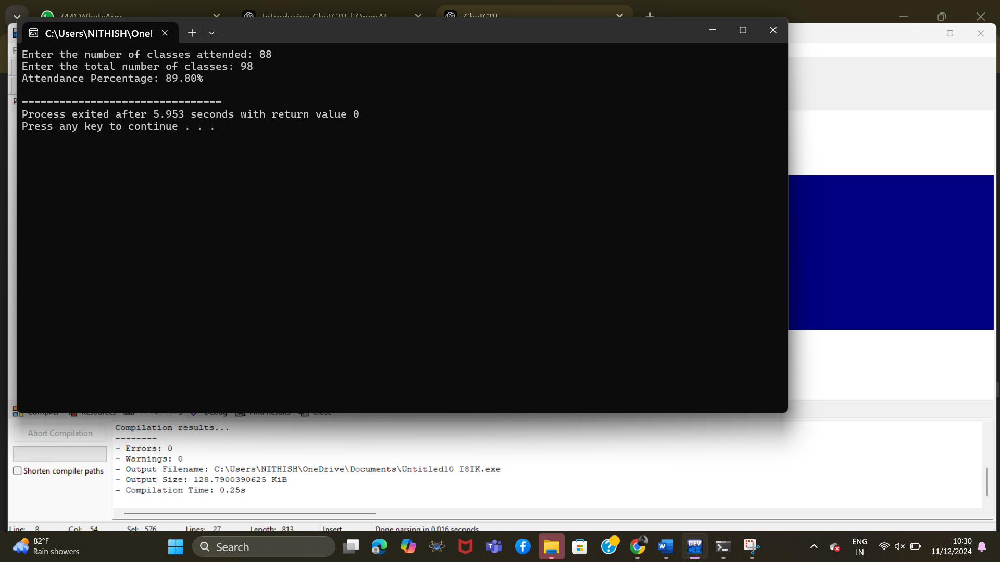 (44) WhatsApp
Introducing ChatGPT | OpenAI
ChatGPT
C:\Users\NITHISH\Onel
Enter the number of classes attended: 88
Enter the total number of classes: 98
Attendance Percentage: 89.80%
--------------------------------
Process exited after 5.953 seconds with return value 0
Press any key to continue . . .
Compiler
Resources
Debug
Find Results
Close
Abort Compilation
Shorten compiler paths
Compilation results...
--------
- Errors: 0
- Warnings: 0
- Output Filename: C:\Users\NITHISH\OneDrive\Documents\Untitled10 I8IK.exe
- Output Size: 128.7900390625 KiB
- Compilation Time: 0.25s
Line: 8 Col: 54 Sel: 576 Lines: 27 Length: 813 Insert Done parsing in 0.016 seconds
82°F
Rain showers
Search
DEV
C++
ENG
IN
10:30
11/12/2024